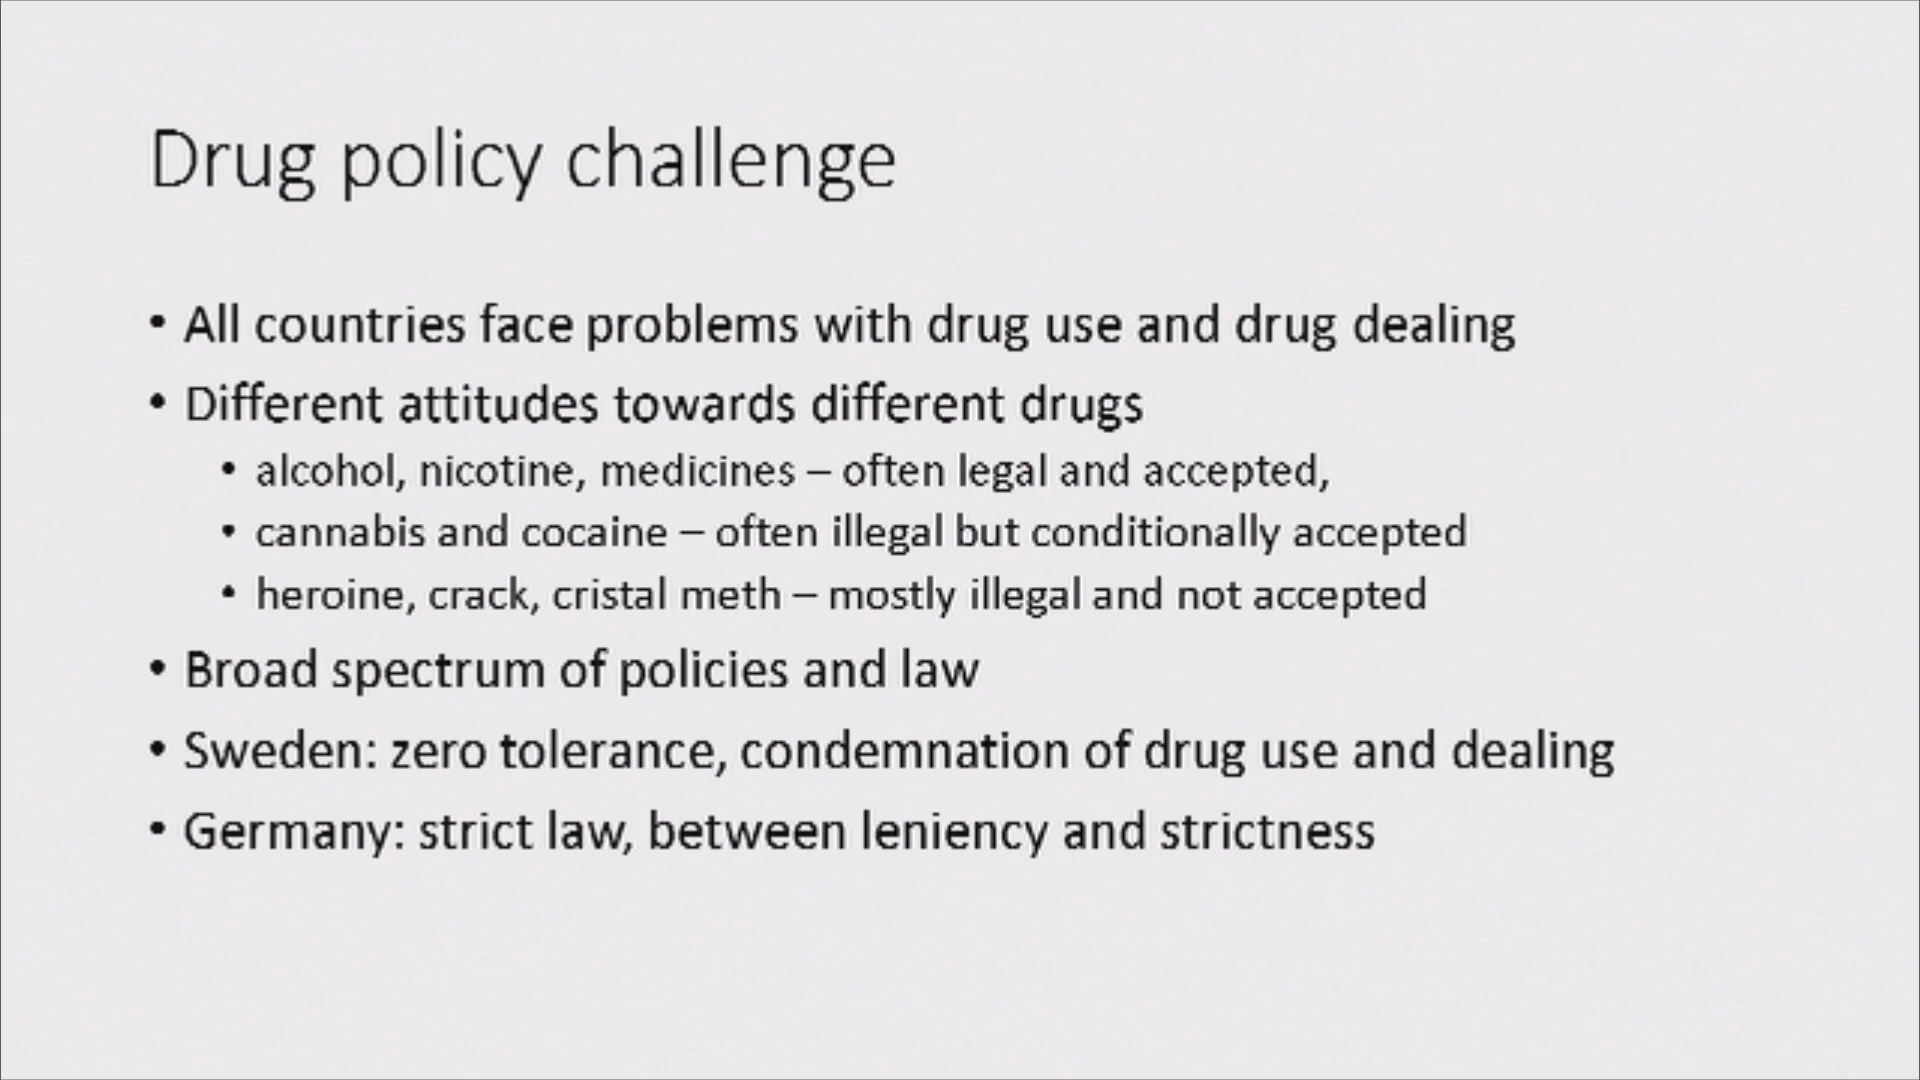 Drug policy challenge
• All countries face problems with drug use and drug dealing
• Different attitudes towards different drugs
• alcohol, nicotine, medicines – often legal and accepted,
• cannabis and cocaine – often illegal but conditionally accepted
• heroine, crack, cristal meth – mostly illegal and not accepted
• Broad spectrum of policies and law
• Sweden: zero tolerance, condemnation of drug use and dealing
• Germany: strict law, between leniency and strictness